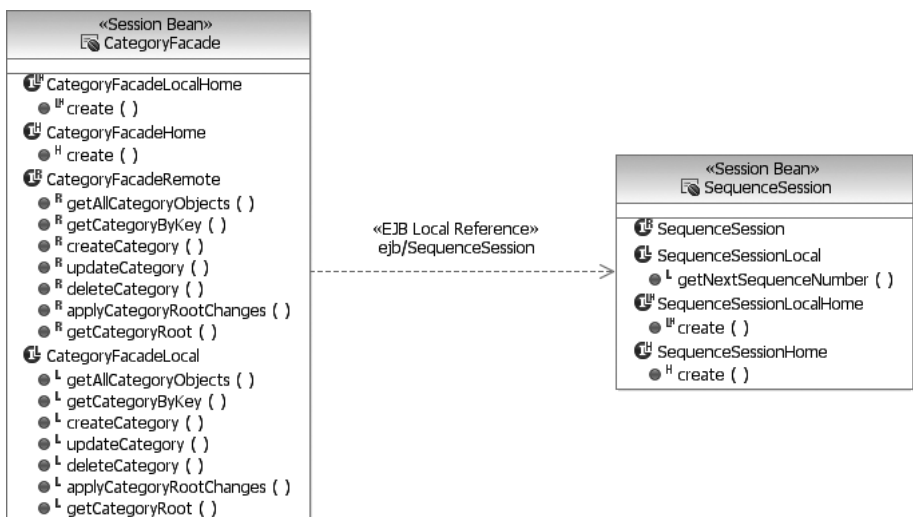 «Session Bean»
CategoryFacade
CategoryFacadeLocalHome
LH create ( )
CategoryFacadeHome
H create ( )
CategoryFacadeRemote
R getAllCategoryObjects ( )
R getCategoryByKey ( )
R createCategory ( )
R updateCategory ( )
R deleteCategory ( )
R applyCategoryRootChanges ( )
R getCategoryRoot ( )
CategoryFacadeLocal
L getAllCategoryObjects ( )
L getCategoryByKey ( )
L createCategory ( )
L updateCategory ( )
L deleteCategory ( )
L applyCategoryRootChanges ( )
L getCategoryRoot ( )
«EJB Local Reference»
ejb/SequenceSession
«Session Bean»
SequenceSession
SequenceSession
SequenceSessionLocal
L getNextSequenceNumber ( )
SequenceSessionLocalHome
LH create ( )
SequenceSessionHome
H create ( )